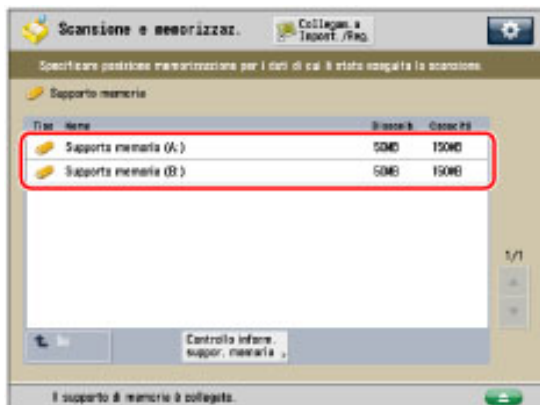 Scansione e memorizzaz.
Collegam. a
Impost./Reg.
Specificare posizione memorizzazione per i dati di cui è stata eseguita la scansione.
Supporto memoria
Tipo Nome Disponib. Capacità
Supporto memoria (A:) 50MB 150MB
Supporto memoria (B:) 50MB 150MB
1/1
Controllo inform.
suppor. memoria
Il supporto di memoria è collegato.